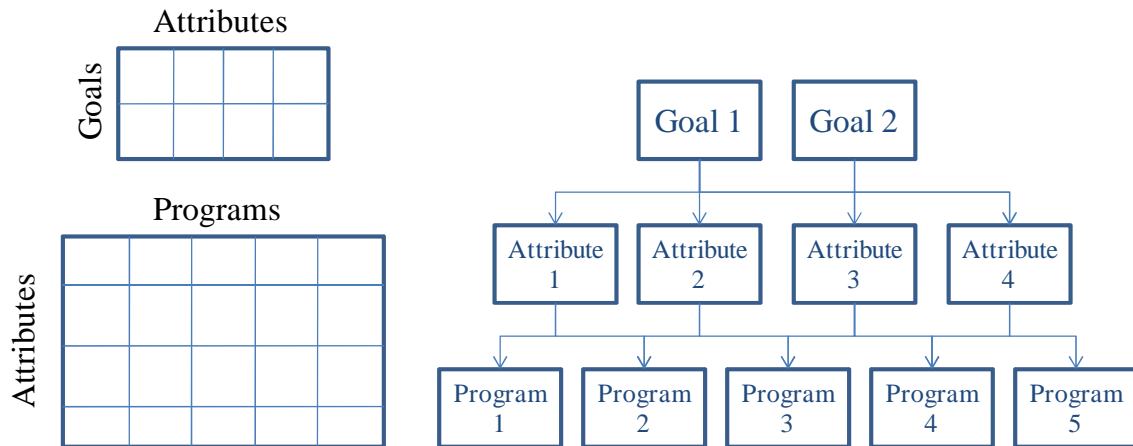 Attributes
Goals
Programs
Attributes
Goal 1
Goal 2
Attribute
1
Attribute
2
Attribute
3
Attribute
4
Program
1
Program
2
Program
3
Program
4
Program
5